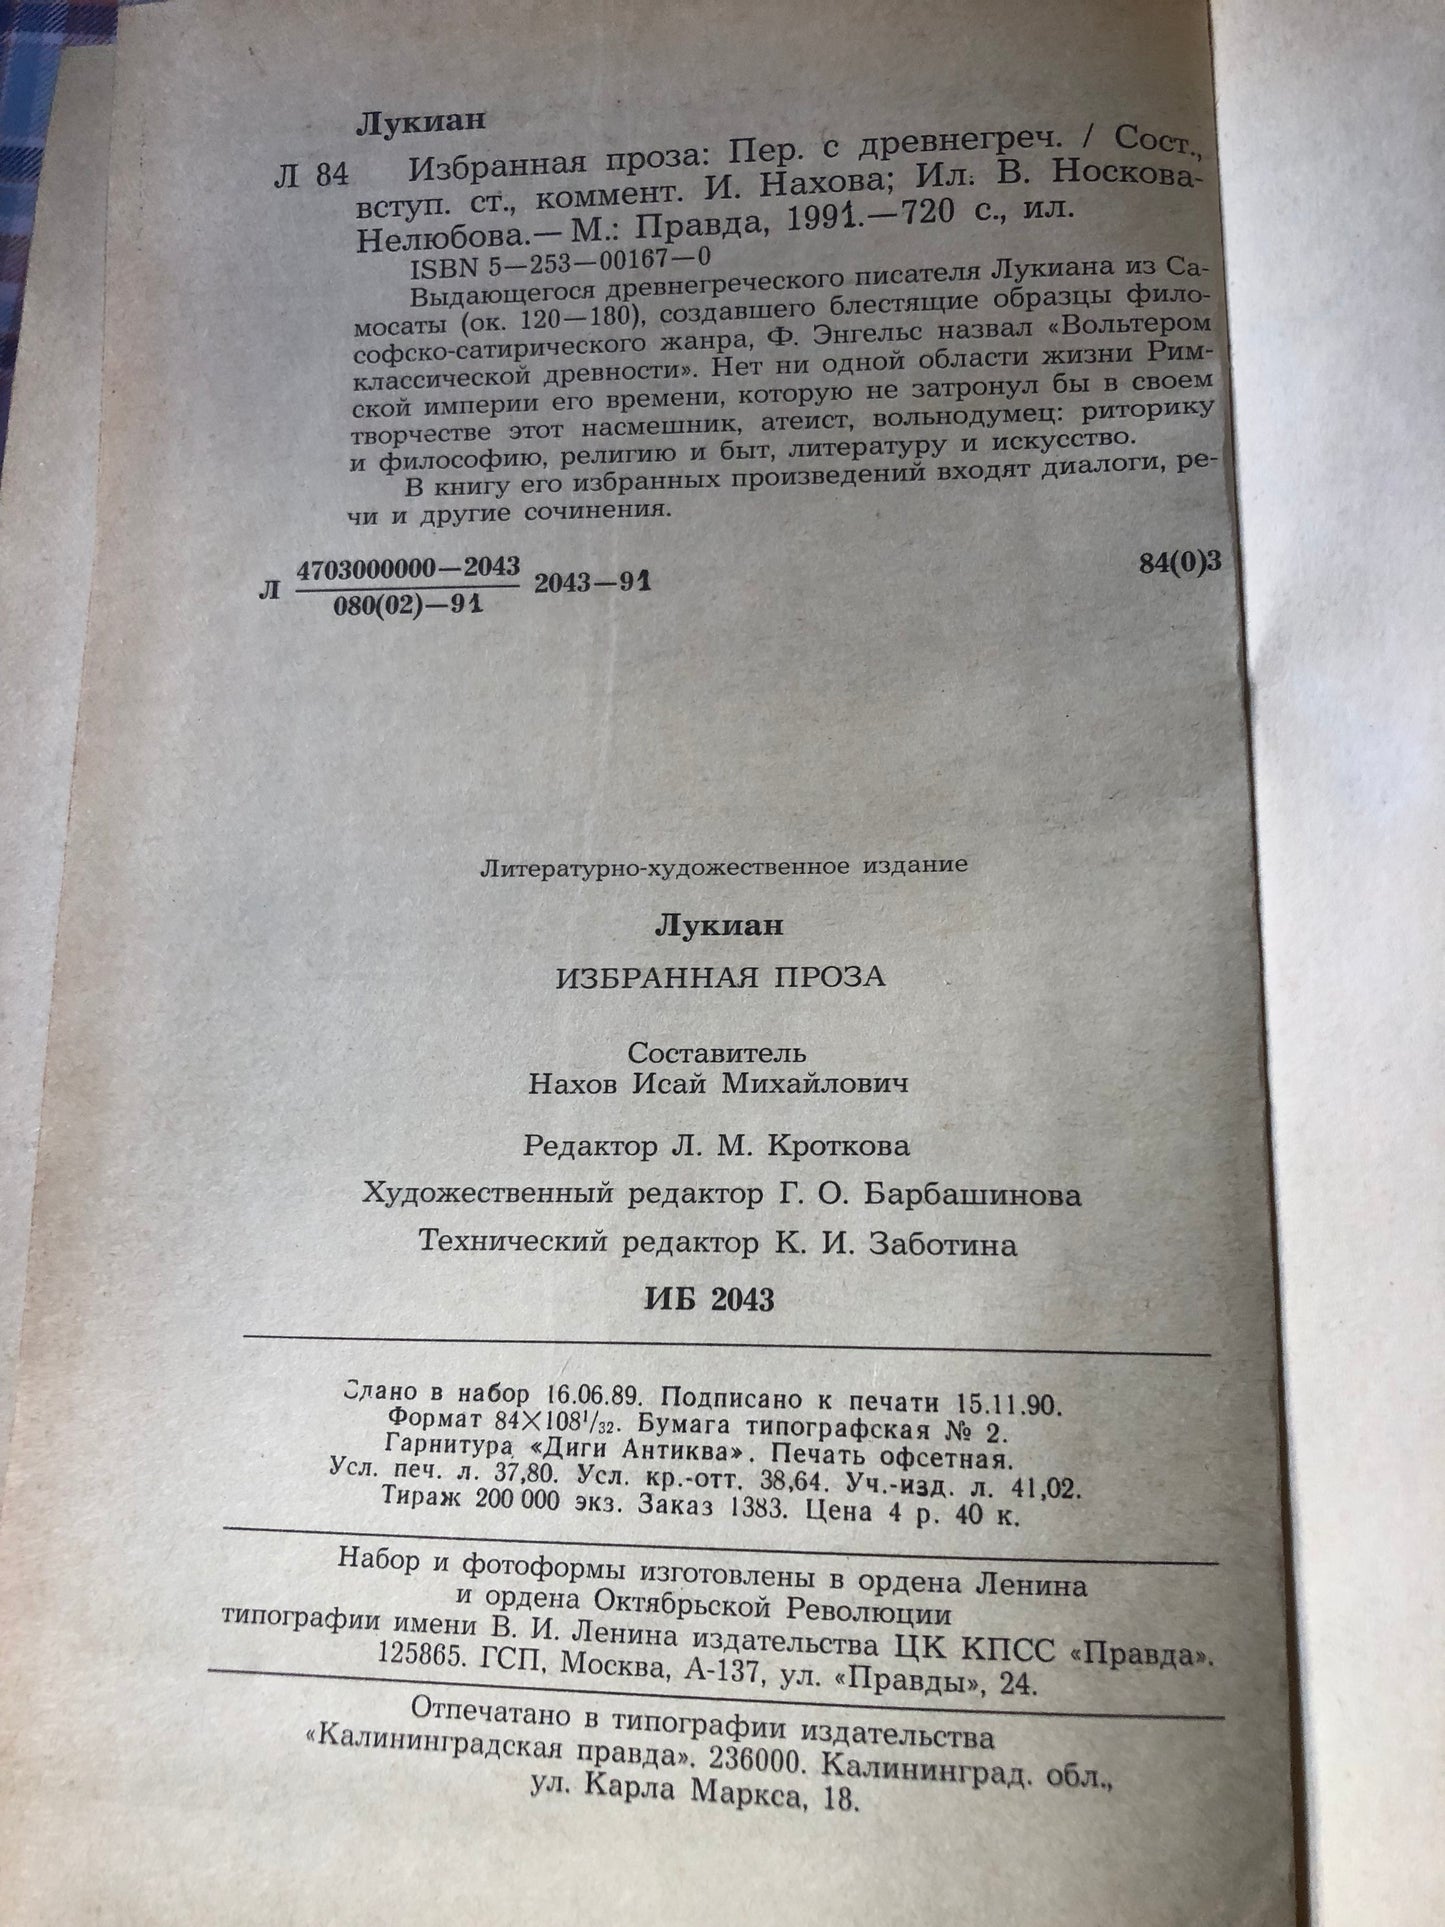 Лукиан
Л 84 Избранная проза: Пер. с древнегреч. / Сост.,
вступ. ст., коммент. И. Нахова; Ил. В. Носкова-
Нелюбова.— М.: Правда, 1991.—720 с., ил.
ISBN 5—253—00167—0
Выдающегося древнегреческого писателя Лукиана из Са-
мосаты (ок. 120—180), создавшего блестящие образцы фило-
софско-сатирического жанра, Ф. Энгельс назвал «Вольтером
классической древности». Нет ни одной области жизни Рим-
ской империи его времени, которую не затронул бы в своем
творчестве этот насмешник, атеист, вольнодумец: риторику
и философию, религию и быт, литературу и искусство.
В книгу его избранных произведений входят диалоги, ре-
чи и другие сочинения.
4703000000—2043
Л 2043—91 84(0)3
080(02)—91
Литературно-художественное издание
Лукиан
ИЗБРАННАЯ ПРОЗА
Составитель
Нахов Исай Михайлович
Редактор Л. М. Кроткова
Художественный редактор Г. О. Барбашинова
Технический редактор К. И. Заботина
ИБ 2043
Сдано в набор 16.06.89. Подписано к печати 15.11.90.
Формат 84×108¹/₃₂. Бумага типографская № 2.
Гарнитура «Диги Антиква». Печать офсетная.
Усл. печ. л. 37,80. Усл. кр.-отт. 38,64. Уч.-изд. л. 41,02.
Тираж 200 000 экз. Заказ 1383. Цена 4 р. 40 к.
Набор и фотоформы изготовлены в ордена Ленина
и ордена Октябрьской Революции
типографии имени В. И. Ленина издательства ЦК КПСС «Правда».
125865. ГСП, Москва, А-137, ул. «Правды», 24.
Отпечатано в типографии издательства
«Калининградская правда». 236000. Калининград. обл.,
ул. Карла Маркса, 18.